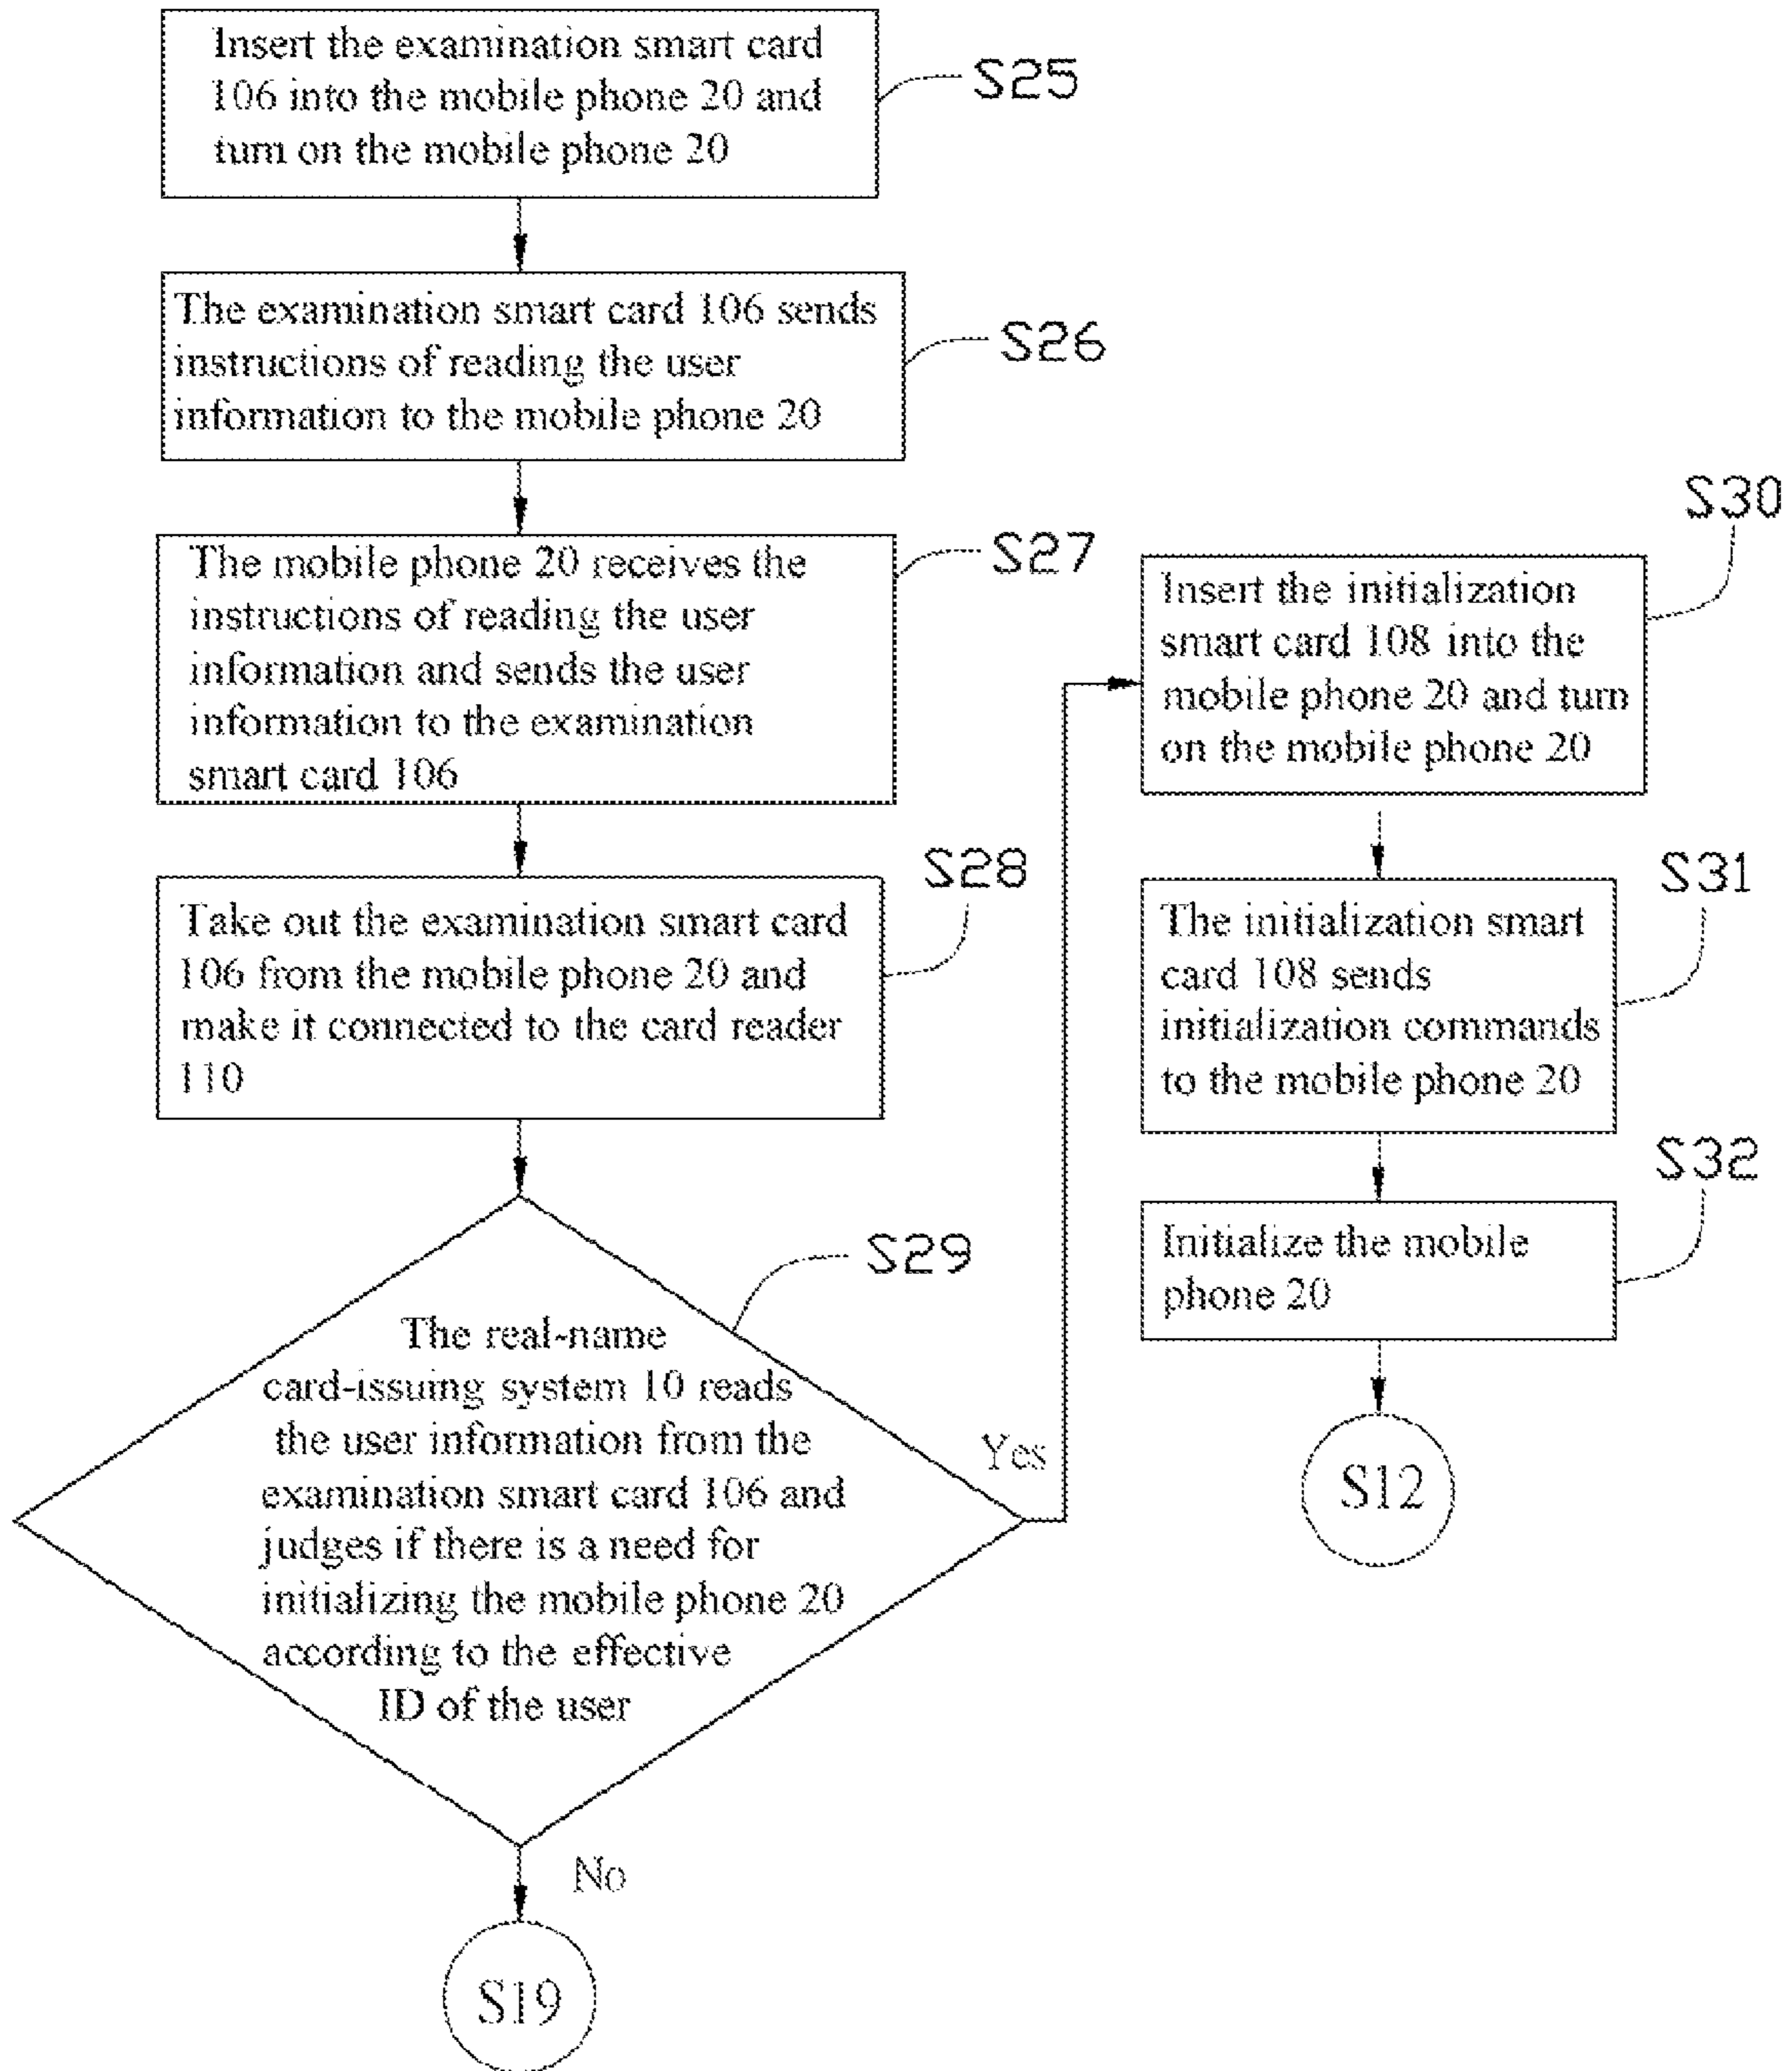 Insert the examination smart card
106 into the mobile phone 20 and
turn on the mobile phone 20
S25
The examination smart card 106 sends
instructions of reading the user
information to the mobile phone 20
S26
The mobile phone 20 receives the
instructions of reading the user
information and sends the user
information to the examination
smart card 106
S27
Take out the examination smart card
106 from the mobile phone 20 and
make it connected to the card reader
110
S28
The real-name
card-issuing system 10 reads
the user information from the
examination smart card 106 and
judges if there is a need for
initializing the mobile phone 20
according to the effective
ID of the user
S29
Yes
No
S19
Insert the initialization
smart card 108 into the
mobile phone 20 and turn
on the mobile phone 20
S30
The initialization smart
card 108 sends
initialization commands
to the mobile phone 20
S31
Initialize the mobile
phone 20
S32
S12